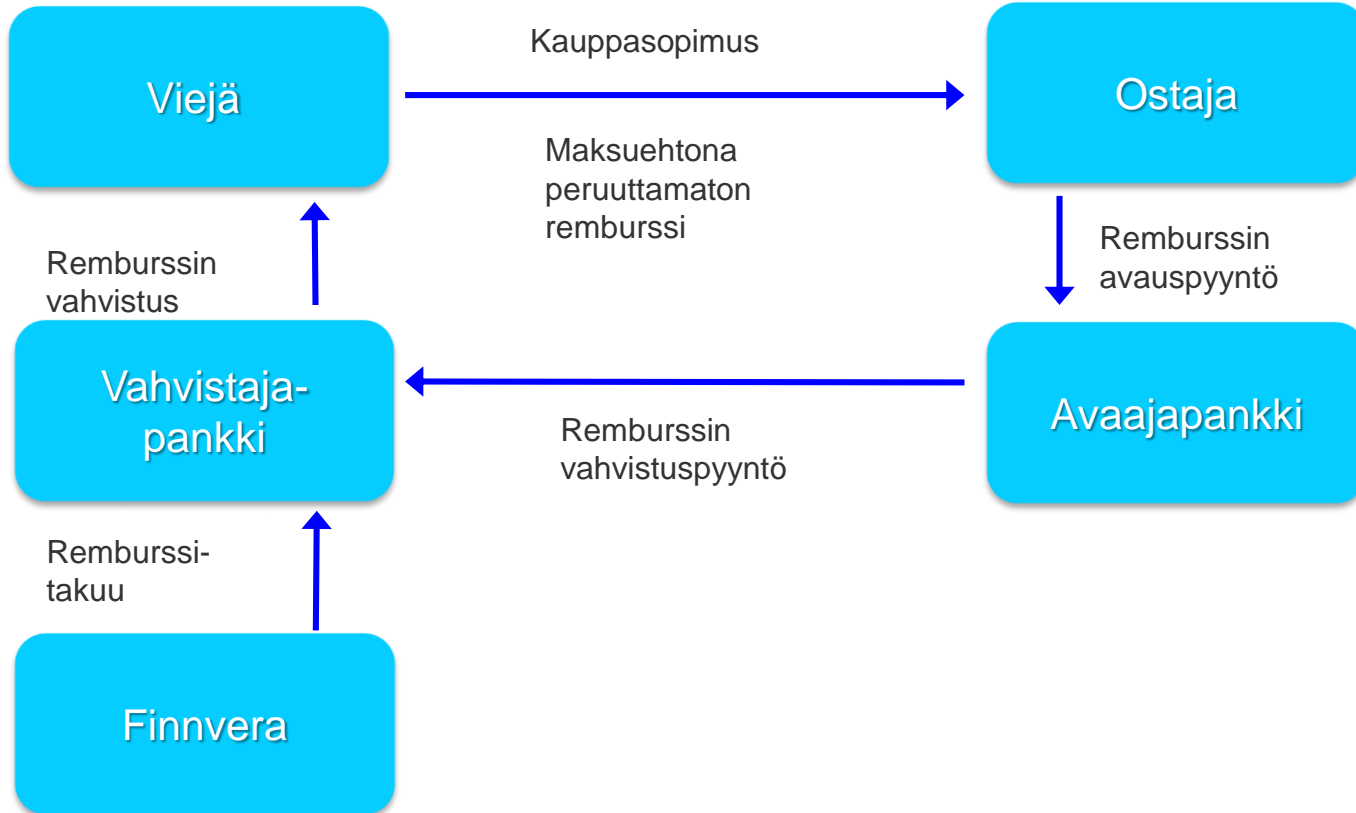 Viejä
Kauppasopimus
Ostaja
Maksuehtona
peruuttamaton
remburssi
Remburssin
avauspyyntö
Remburssin
vahvistus
Vahvistaja-
pankki
Remburssin
vahvistuspyyntö
Avaajapankki
Remburssi-
takuu
Finnvera